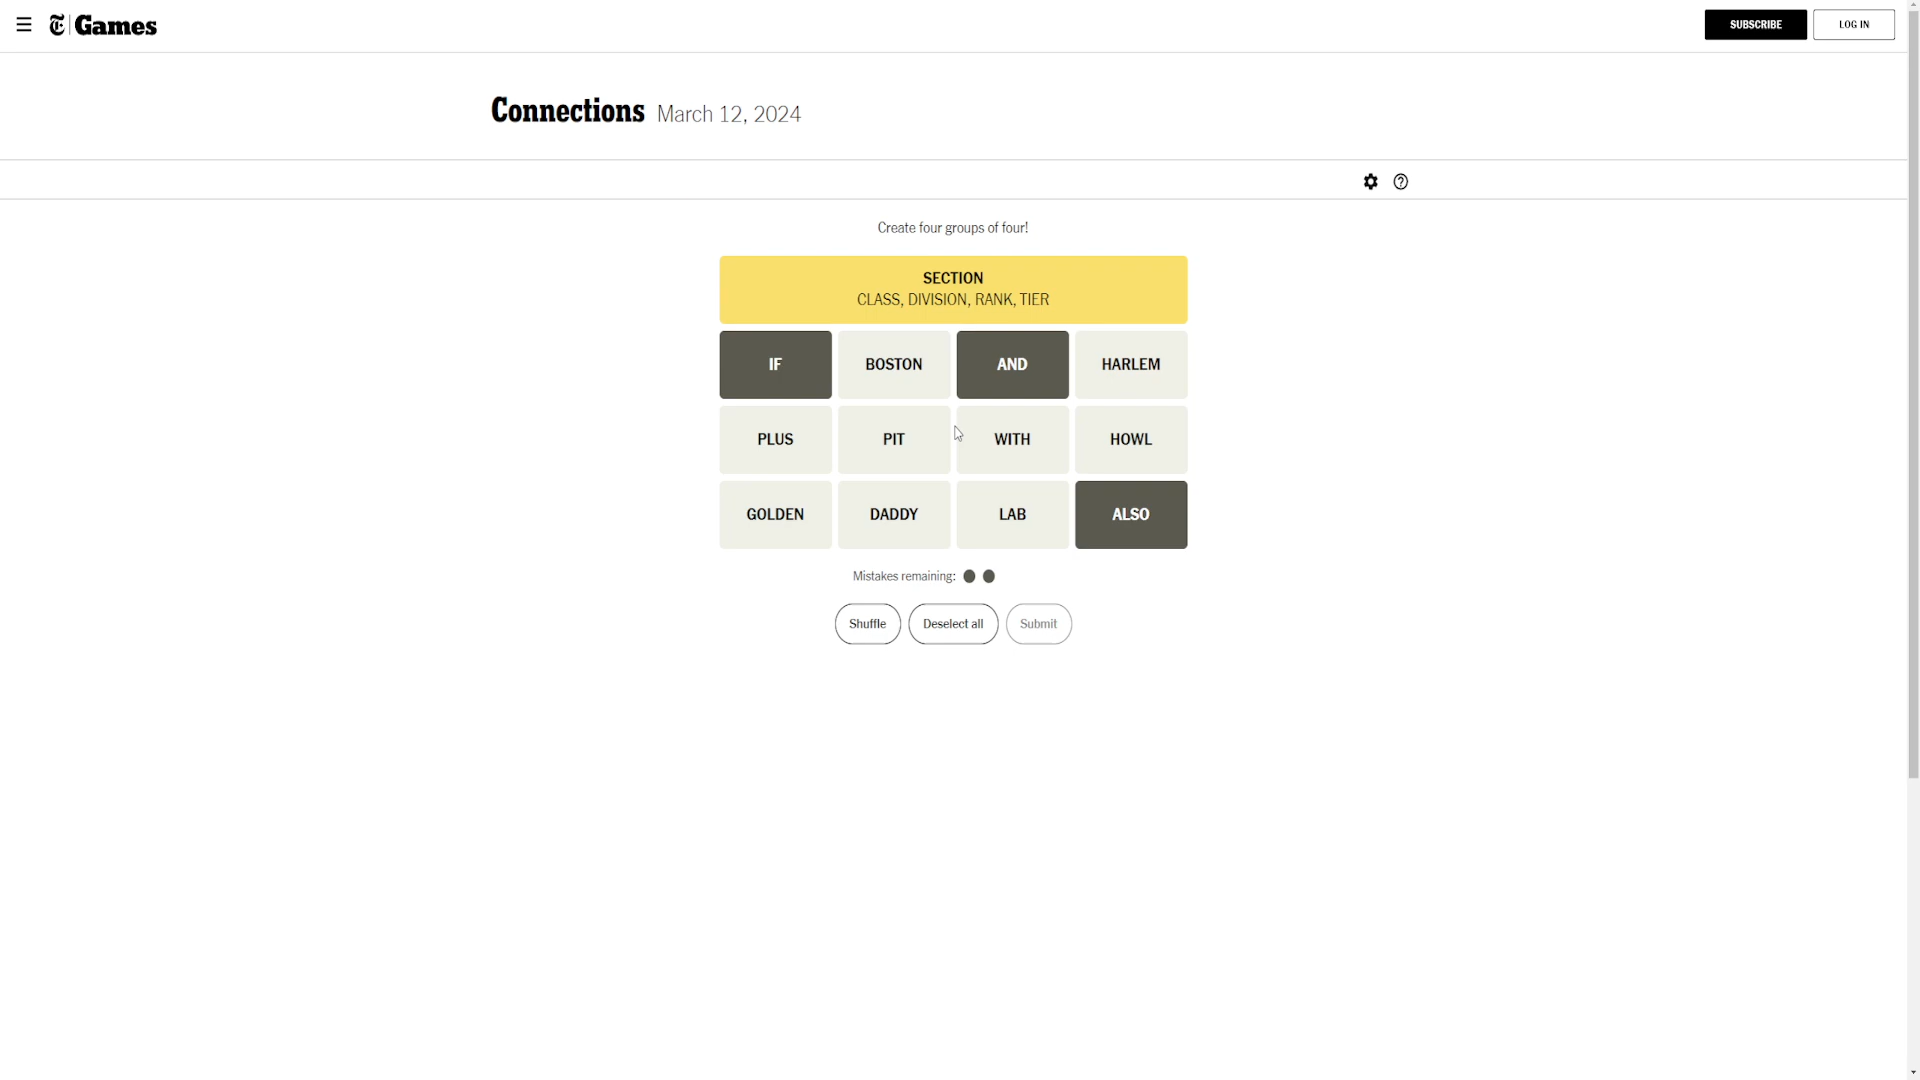 Games
SUBSCRIBE
LOG IN
Connections March 12, 2024
Create four groups of four!
SECTION
CLASS, DIVISION, RANK, TIER
IF BOSTON AND HARLEM
PLUS PIT WITH HOWL
GOLDEN DADDY LAB ALSO
Mistakes remaining:
Shuffle Deselect all Submit